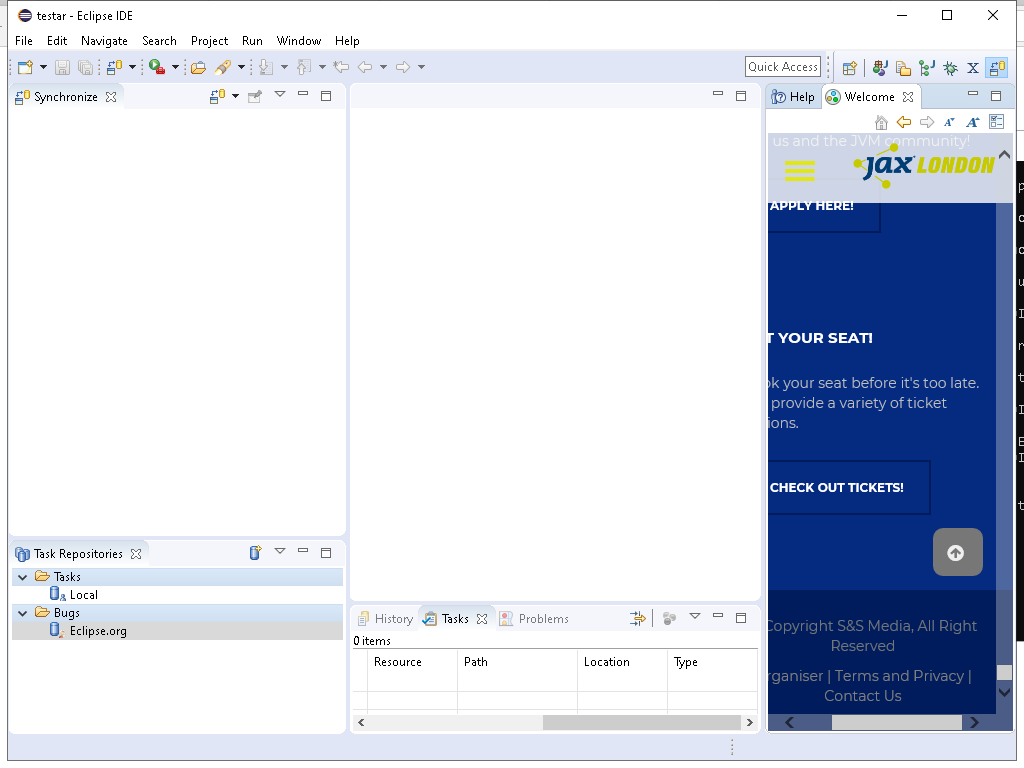 testar - Eclipse IDE
File Edit Navigate Search Project Run Window Help
Quick Access
Synchronize
Help Welcome
us and the JVM community!
jax LONDON
APPLY HERE!
T YOUR SEAT!
ok your seat before it's too late.
provide a variety of ticket
ions.
CHECK OUT TICKETS!
Copyright S&S Media, All Right
Reserved
rganiser | Terms and Privacy |
Contact Us
Task Repositories
Tasks
Local
Bugs
Eclipse.org
History Tasks Problems
0 items
Resource Path Location Type